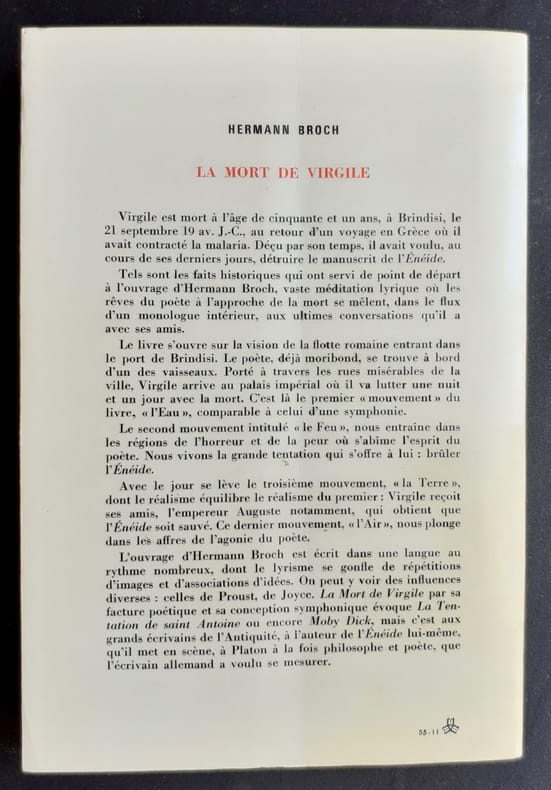 HERMANN BROCH
LA MORT DE VIRGILE
Virgile est mort à l'âge de cinquante et un ans, à Brindisi, le
21 septembre 19 av. J.-C., au retour d'un voyage en Grèce où il
avait contracté la malaria. Déçu par son temps, il avait voulu, au
cours de ses derniers jours, détruire le manuscrit de l'Énéide.
Tels sont les faits historiques qui ont servi de point de départ
à l'ouvrage d'Hermann Broch, vaste méditation lyrique où les
rêves du poète à l'approche de la mort se mêlent, dans le flux
d'un monologue intérieur, aux ultimes conversations qu'il a
avec ses amis.
Le livre s'ouvre sur la vision de la flotte romaine entrant dans
le port de Brindisi. Le poète, déjà moribond, se trouve à bord
d'un des vaisseaux. Porté à travers les rues misérables de la
ville, Virgile arrive au palais impérial où il va lutter une nuit
et un jour avec la mort. C'est là le premier « mouvement » du
livre, « l'Eau », comparable à celui d'une symphonie.
Le second mouvement intitulé « le Feu », nous entraîne dans
les régions de l'horreur et de la peur où s'abîme l'esprit du
poète. Nous vivons la grande tentation qui s'offre à lui : brûler
l'Énéide.
Avec le jour se lève le troisième mouvement, « la Terre »,
dont le réalisme équilibre le réalisme du premier : Virgile reçoit
ses amis, l'empereur Auguste notamment, qui obtient que
l'Énéide soit sauvé. Ce dernier mouvement, « l'Air », nous plonge
dans les affres de l'agonie du poète.
L'ouvrage d'Hermann Broch est écrit dans une langue au
rythme nombreux, dont le lyrisme se gonfle de répétitions
d'images et d'associations d'idées. On peut y voir des influences
diverses : celles de Proust, de Joyce. La Mort de Virgile par sa
facture poétique et sa conception symphonique évoque La Ten-
tation de saint Antoine ou encore Moby Dick, mais c'est aux
grands écrivains de l'Antiquité, à l'auteur de l'Énéide lui-même,
qu'il met en scène, à Platon à la fois philosophe et poète, que
l'écrivain allemand a voulu se mesurer.
55-11